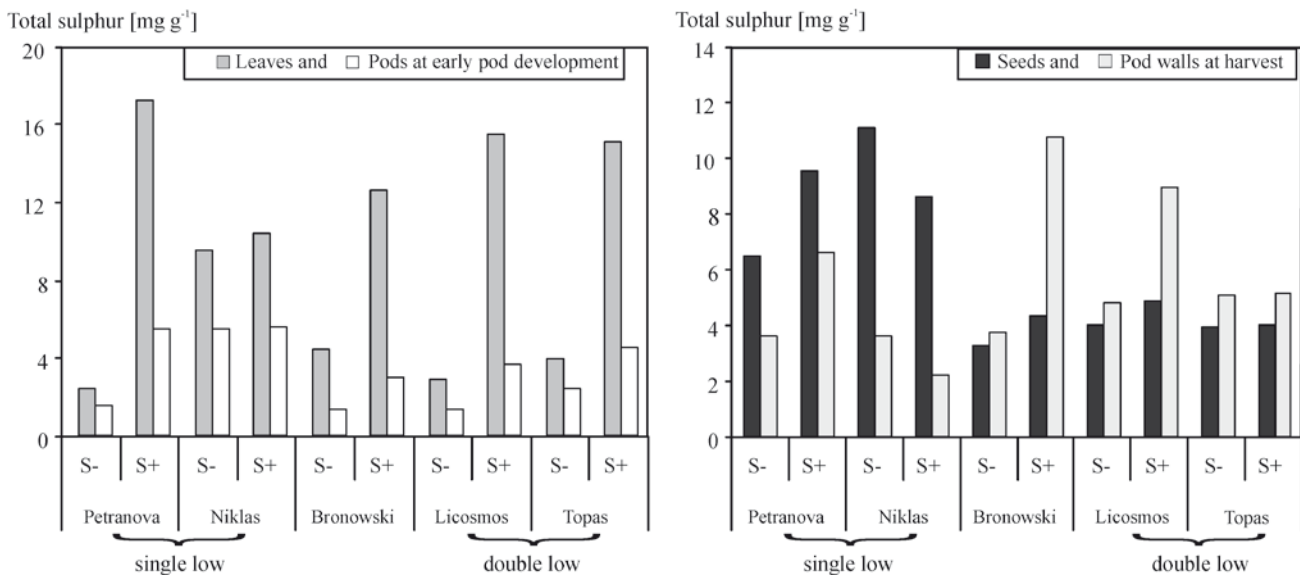 Total sulphur [mg g⁻¹]
20
Leaves and Pods at early pod development
16
12
8
4
0
S- S+ S- S+ S- S+ S- S+ S- S+
Petranova Niklas Bronowski Licosmos Topas
single low double low
Total sulphur [mg g⁻¹]
14
Seeds and Pod walls at harvest
12
10
8
6
4
2
0
S- S+ S- S+ S- S+ S- S+ S- S+
Petranova Niklas Bronowski Licosmos Topas
single low double low